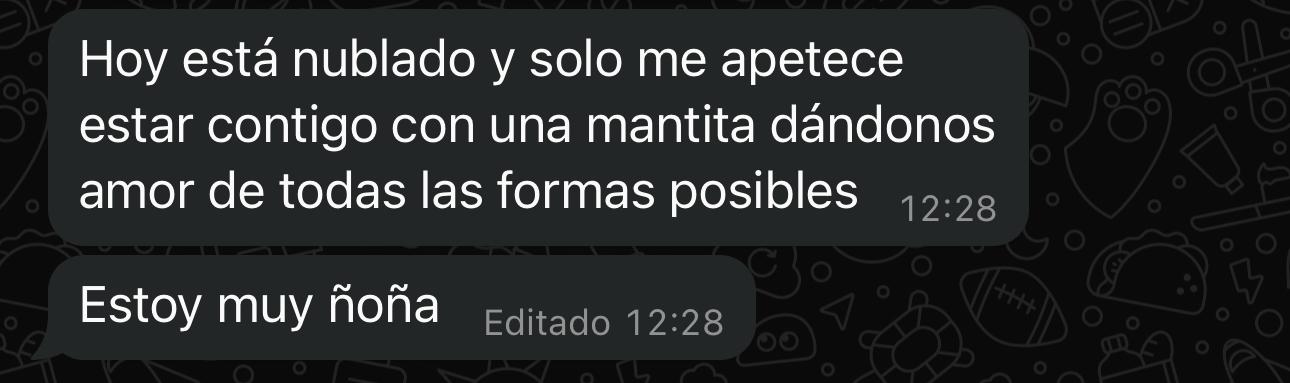 Hoy está nublado y solo me apetece
estar contigo con una mantita dándonos
amor de todas las formas posibles 12:28
Estoy muy ñoña Editado 12:28